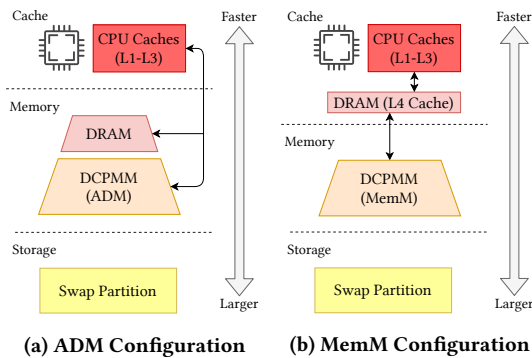 Cache
CPU Caches
(L1-L3)
Faster
Memory
DRAM
DCPMM
(ADM)
Storage
Swap Partition
Larger
(a) ADM Configuration
Cache
CPU Caches
(L1-L3)
Faster
DRAM (L4 Cache)
Memory
DCPMM
(MemM)
Storage
Swap Partition
Larger
(b) MemM Configuration